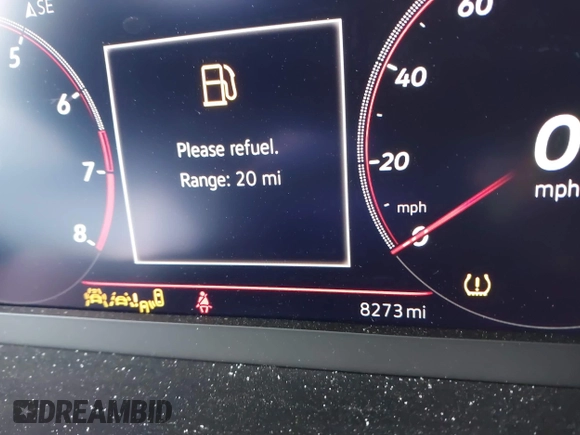 SE
5
6
7
8
Please refuel.
Range: 20 mi
60
40
20
mph
0
0
mph
8273 mi
DREAMBID